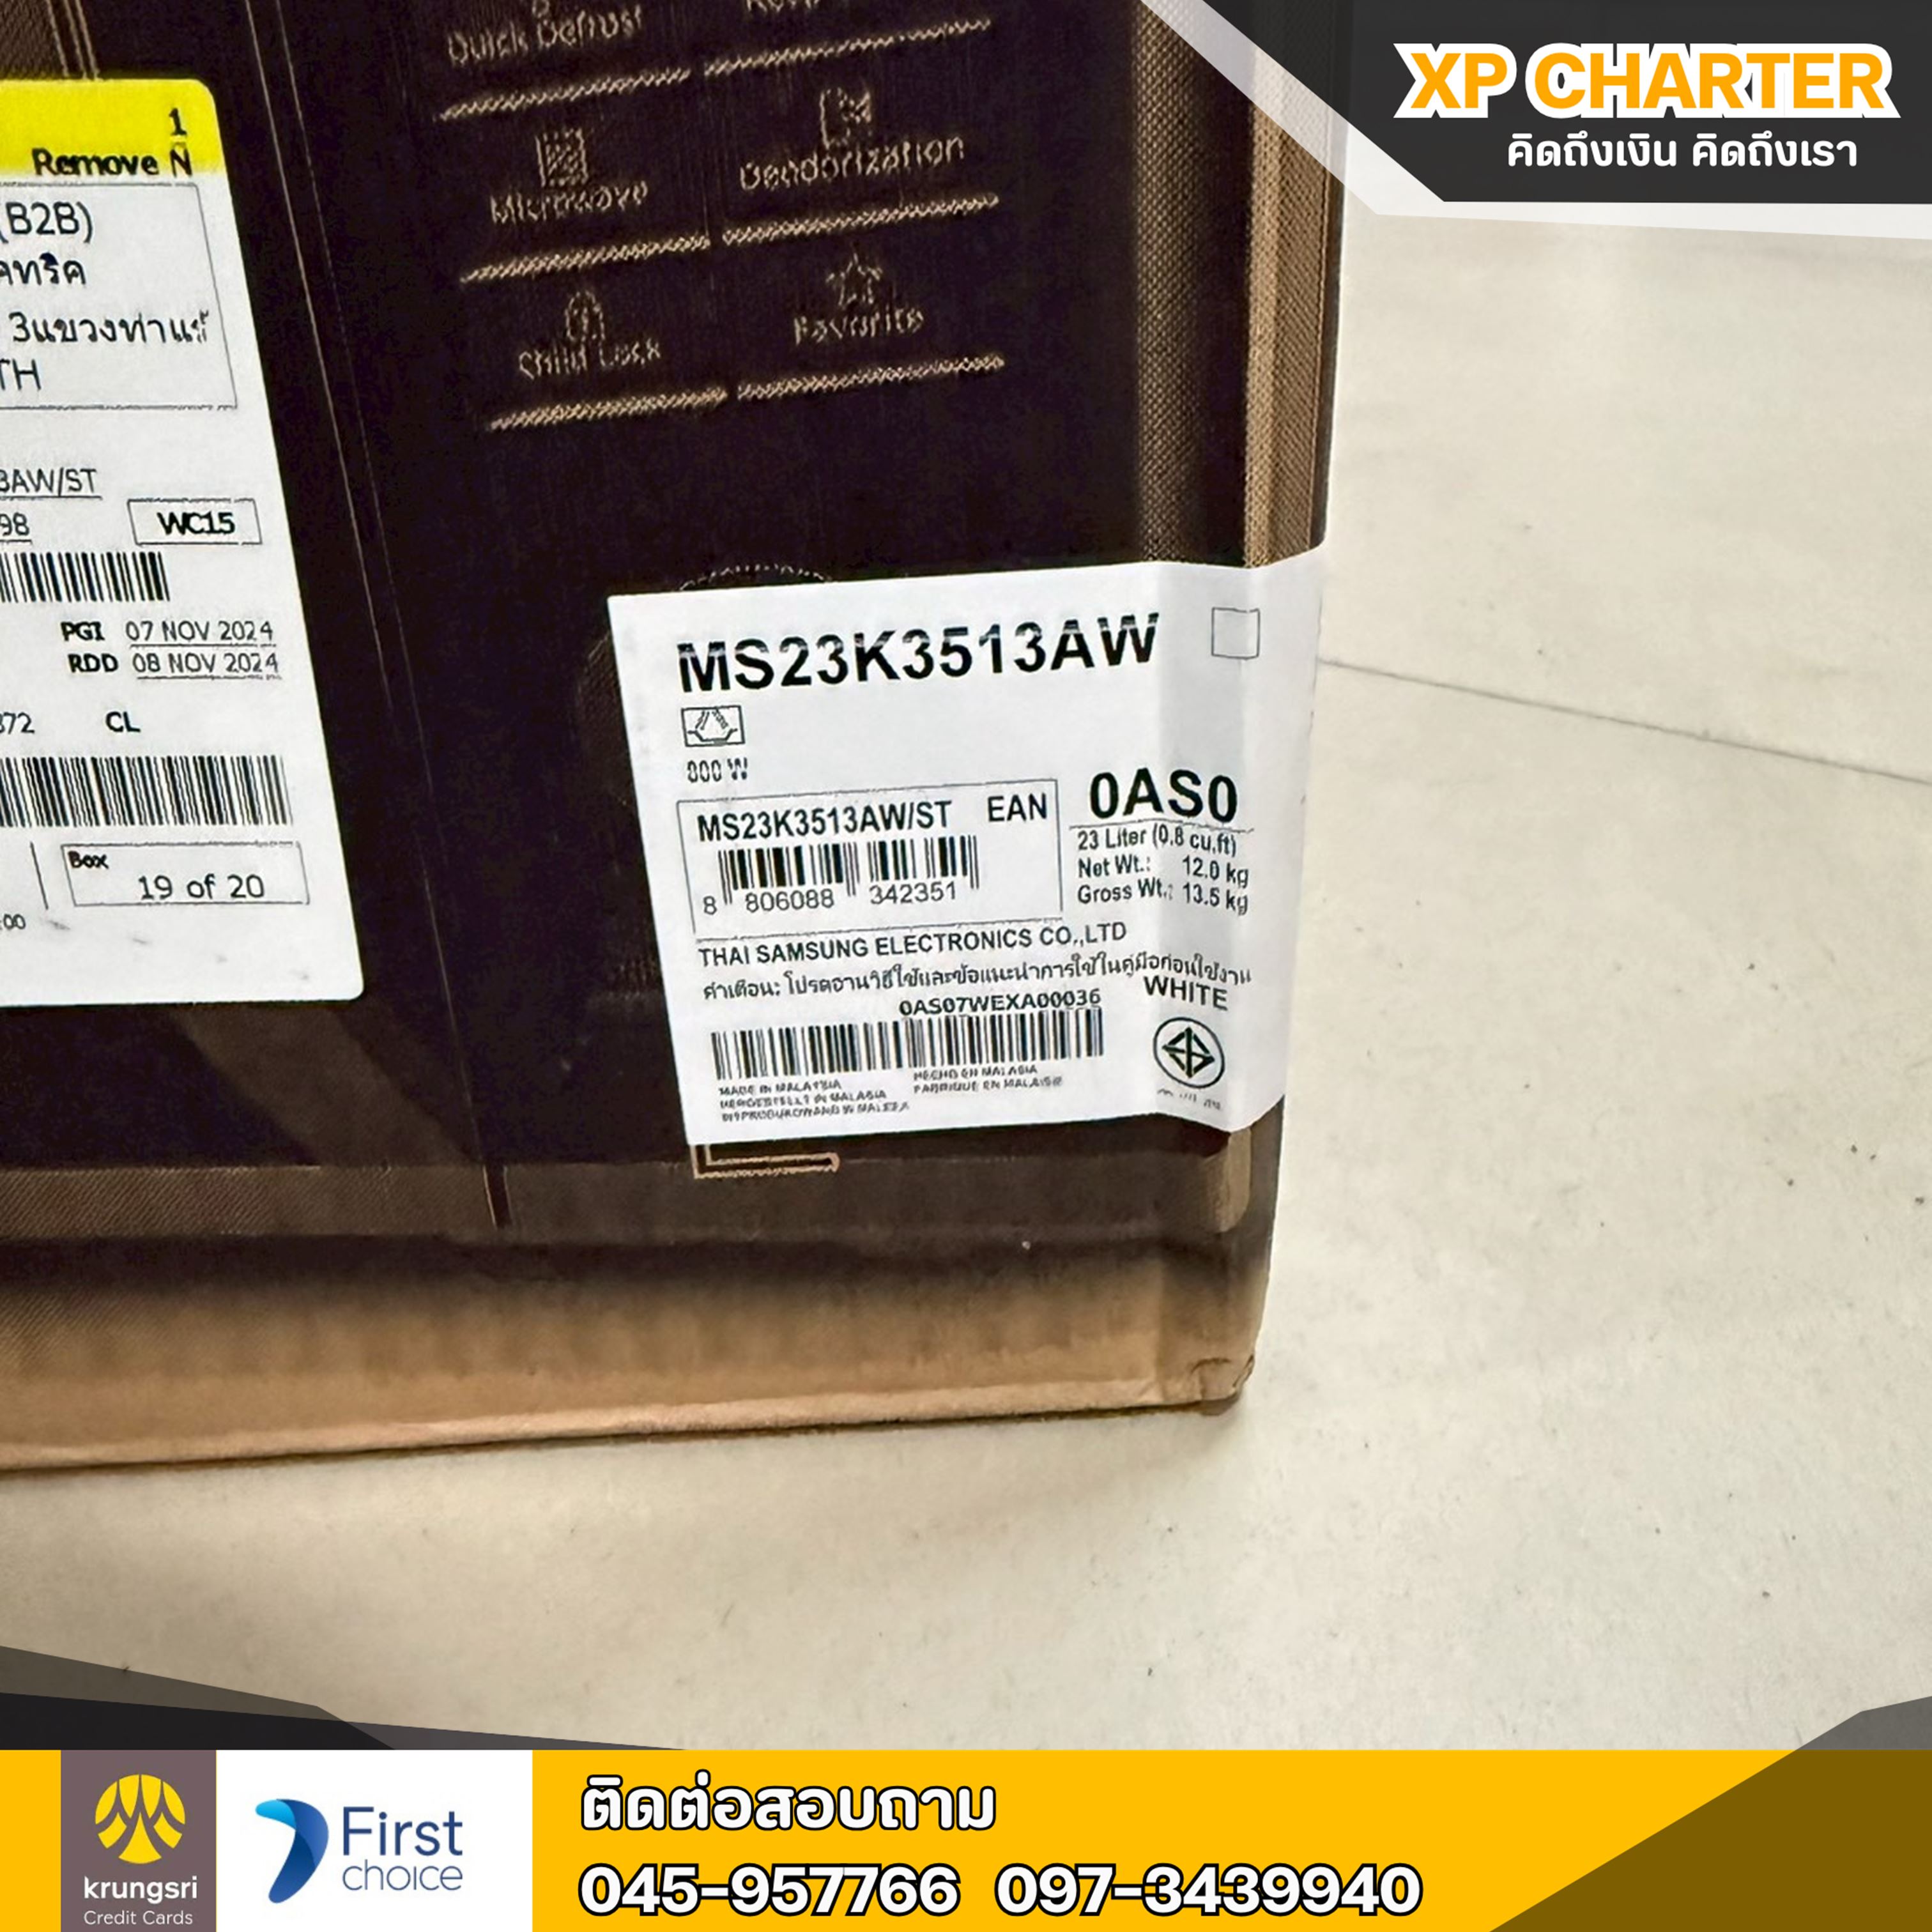 XP CHARTER
คิดถึงเงิน คิดถึงเรา
Quick Defrost
Microwave
Deodorization
Child Lock
Favorite
1
Remove N
(B2B)
3แขวงท่าแร้
TH
3AW/ST
98
WC15
PGI 07 NOV 2024
RDD 08 NOV 2024
372 CL
Box
19 of 20
:00
MS23K3513AW
800 W
MS23K3513AW/ST EAN
8 806088 342351
0AS0
23 Liter (0.8 cu.ft)
Net Wt.: 12.0 kg
Gross Wt.: 13.5 kg
THAI SAMSUNG ELECTRONICS CO.,LTD
คำเตือน: โปรดอ่านวิธีใช้และข้อแนะนำการใช้ในคู่มือก่อนใช้งาน
0AS07WEXA00036
WHITE
MADE IN MALAYSIA
HECHO EN MALASIA
HERGESTELLT IN MALASIA
FABRIQUE EN MALAISIE
WYPRODUKOWANO W MALEZJA
krungsri
Credit Cards
First
choice
ติดต่อสอบถาม
045-957766 097-3439940